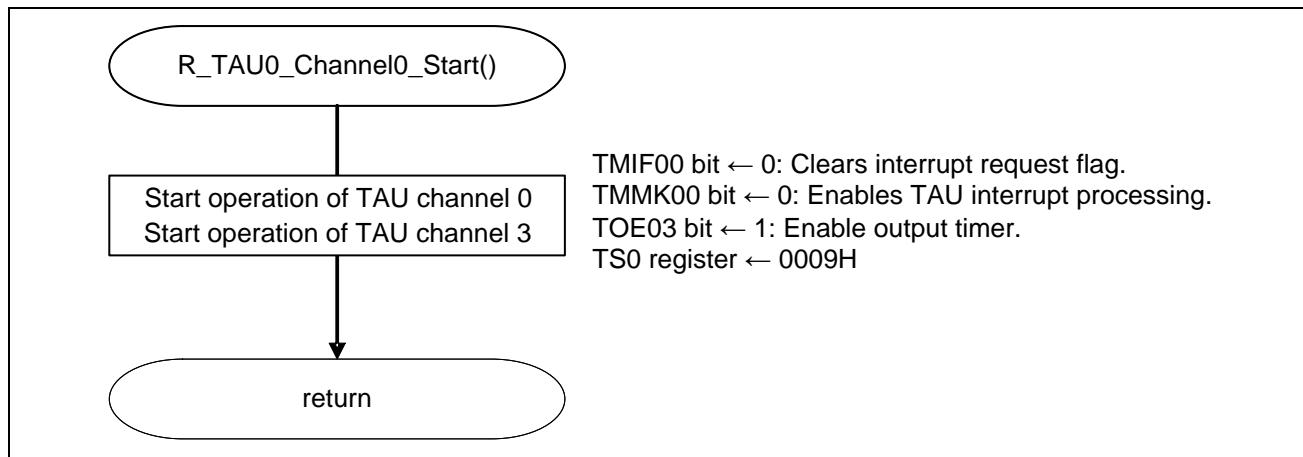 R_TAU0_Channel0_Start()
Start operation of TAU channel 0
Start operation of TAU channel 3
TMIF00 bit ← 0: Clears interrupt request flag.
TMMK00 bit ← 0: Enables TAU interrupt processing.
TOE03 bit ← 1: Enable output timer.
TS0 register ← 0009H
return